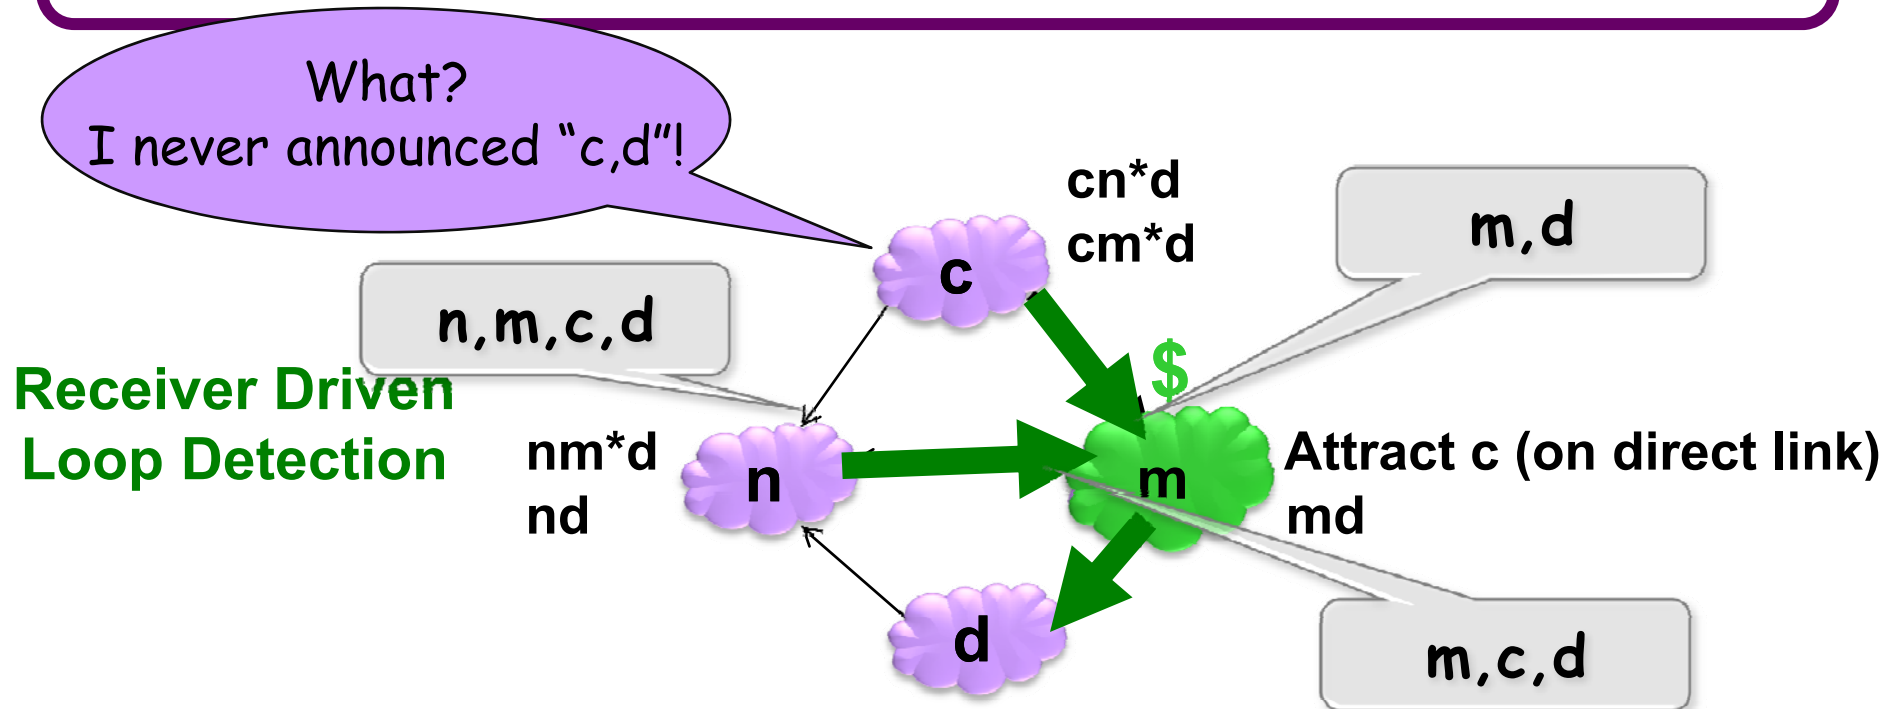 What?
I never announced “c,d”!
cn*d
cm*d
m,d
c
n,m,c,d
$
Receiver Driven
Loop Detection
nm*d
nd
n
m
Attract c (on direct link)
md
d
m,c,d